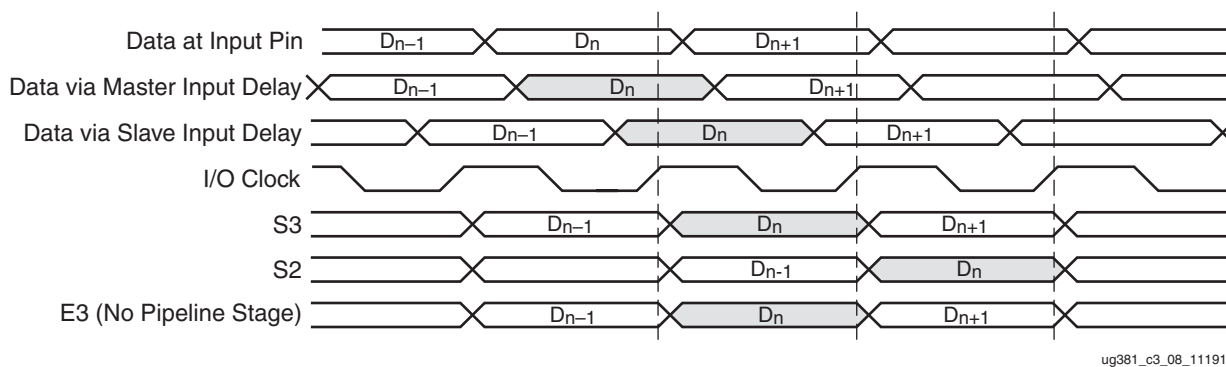 Data at Input Pin Dn–1 Dn Dn+1
Data via Master Input Delay Dn–1 Dn Dn+1
Data via Slave Input Delay Dn–1 Dn Dn+1
I/O Clock
S3 Dn–1 Dn Dn+1
S2 Dn-1 Dn
E3 (No Pipeline Stage) Dn–1 Dn Dn+1
ug381_c3_08_11191